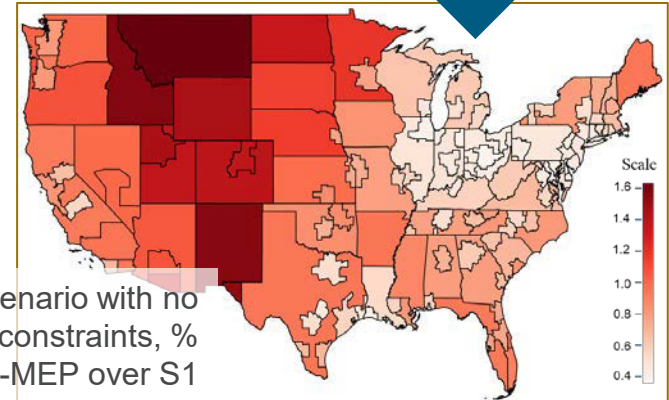 Scale
1.6
1.4
1.2
1.0
0.8
0.6
0.4
enario with no
constraints, %
-MEP over S1